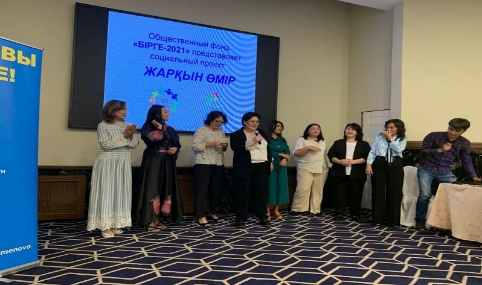 Общественный фонд
«БІРГЕ-2021» представляет
социальный проект
ЖАРҚЫН ӨМІР
ВЫ
Е!